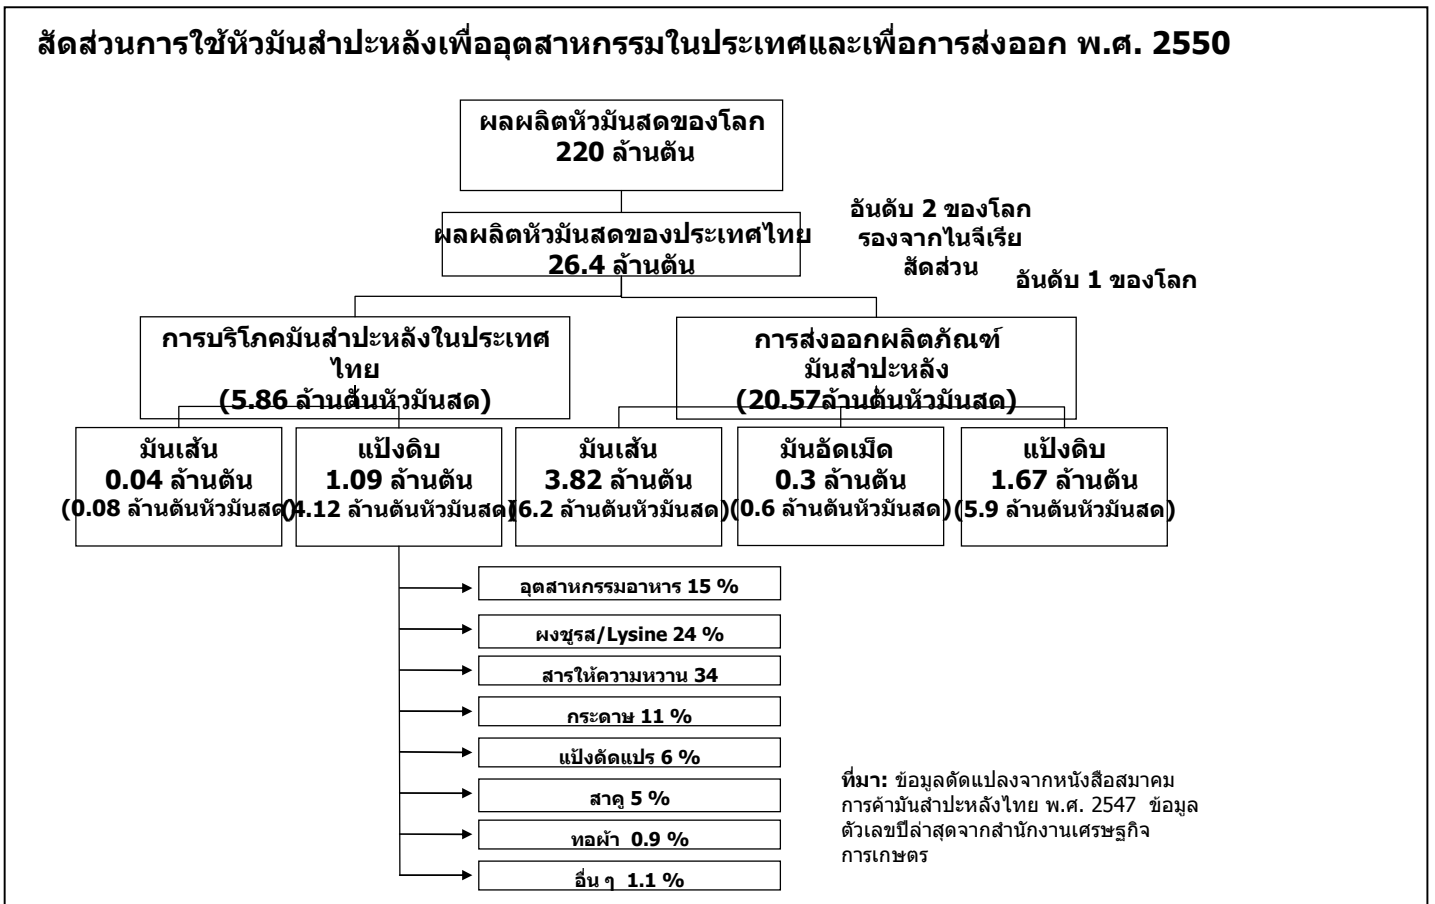 สัดส่วนการใช้หัวมันสำปะหลังเพื่ออุตสาหกรรมในประเทศและเพื่อการส่งออก พ.ศ. 2550
ผลผลิตหัวมันสดของโลก
220 ล้านตัน
ผลผลิตหัวมันสดของประเทศไทย
26.4 ล้านตัน
อันดับ 2 ของโลก
รองจากไนจีเรีย
สัดส่วน
อันดับ 1 ของโลก
การบริโภคมันสำปะหลังในประเทศ
ไทย
(5.86 ล้านตันหัวมันสด)
การส่งออกผลิตภัณฑ์
มันสำปะหลัง
(20.57ล้านตันหัวมันสด)
มันเส้น
0.04 ล้านตัน
(0.08 ล้านตันหัวมันสด)
แป้งดิบ
1.09 ล้านตัน
(4.12 ล้านตันหัวมันสด)
มันเส้น
3.82 ล้านตัน
(6.2 ล้านตันหัวมันสด)
มันอัดเม็ด
0.3 ล้านตัน
(0.6 ล้านตันหัวมันสด)
แป้งดิบ
1.67 ล้านตัน
(5.9 ล้านตันหัวมันสด)
อุตสาหกรรมอาหาร 15 %
ผงชูรส/Lysine 24 %
สารให้ความหวาน 34
กระดาษ 11 %
แป้งดัดแปร 6 %
สาคู 5 %
ทอผ้า 0.9 %
อื่น ๆ 1.1 %
ที่มา: ข้อมูลดัดแปลงจากหนังสือสมาคม
การค้ามันสำปะหลังไทย พ.ศ. 2547 ข้อมูล
ตัวเลขปีล่าสุดจากสำนักงานเศรษฐกิจ
การเกษตร